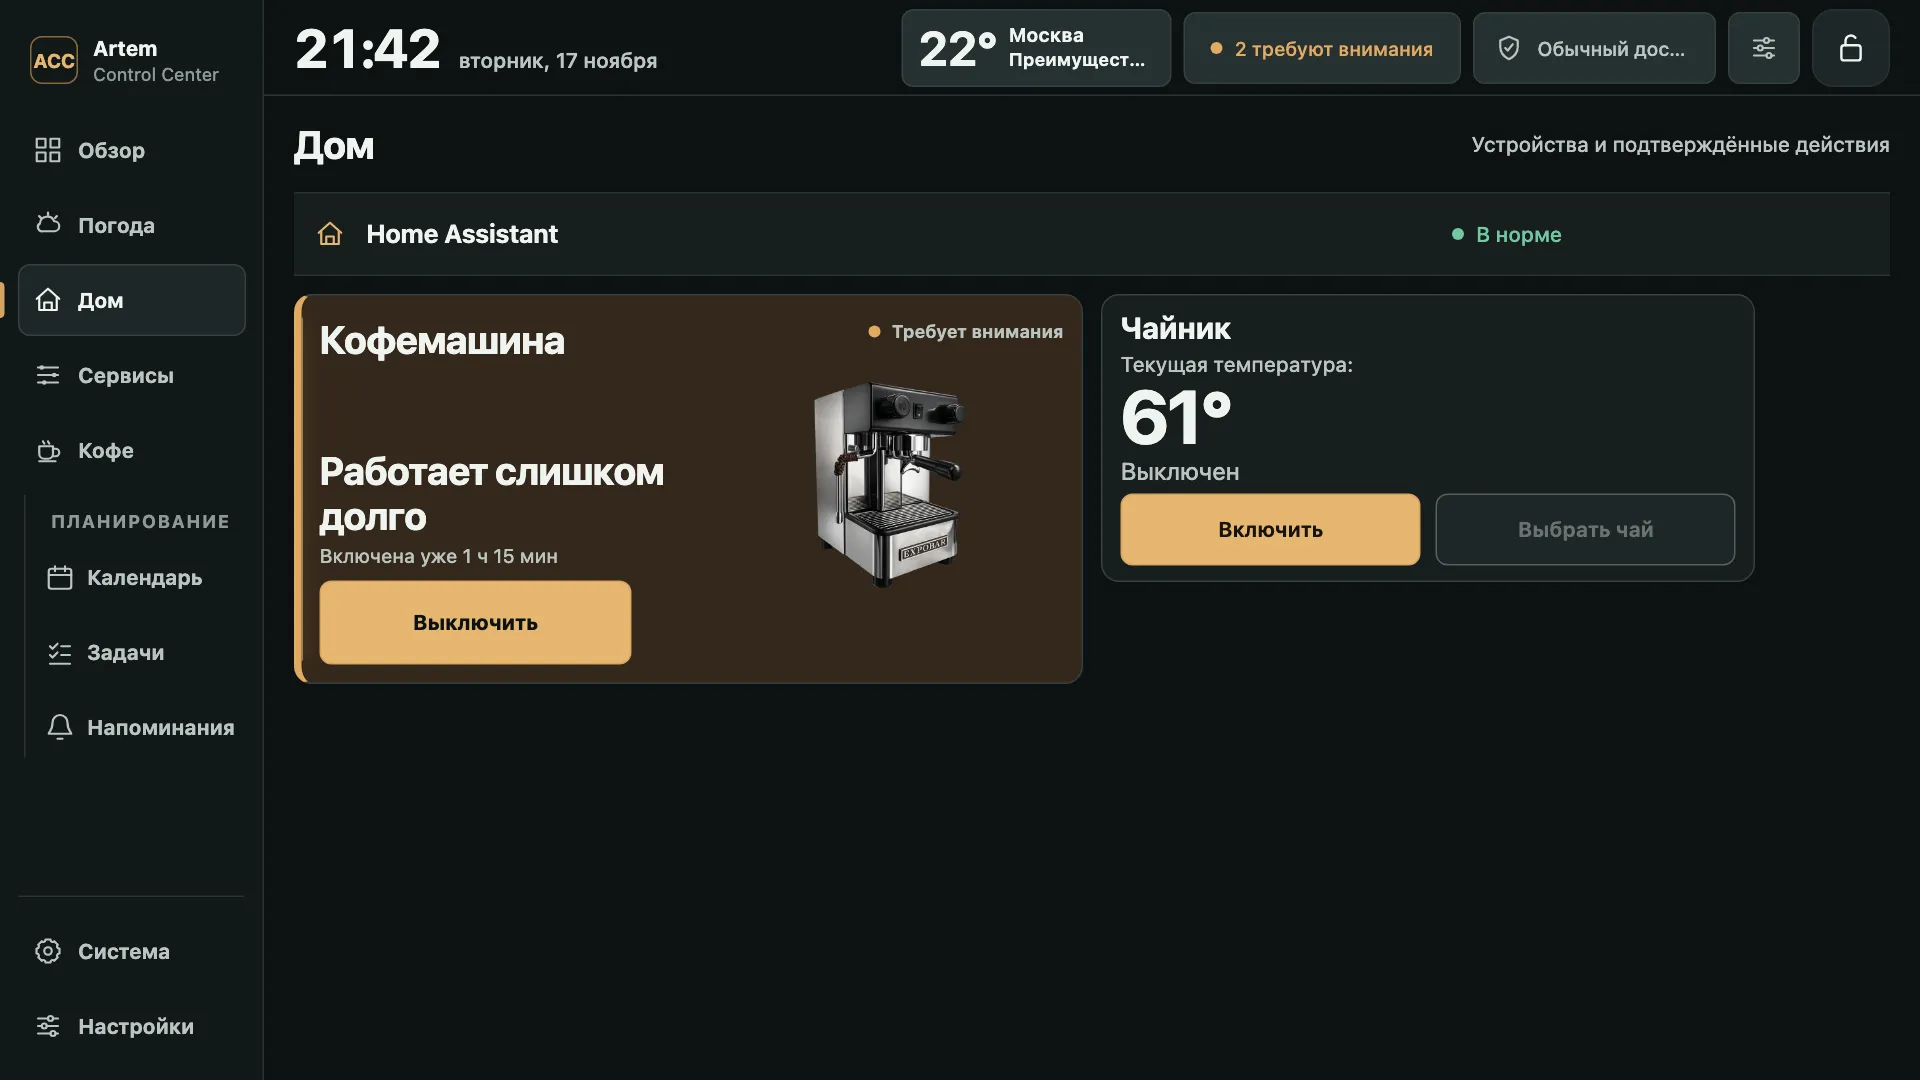 ACC
Artem
Control Center
Обзор
Погода
Дом
Сервисы
Кофе
ПЛАНИРОВАНИЕ
Календарь
Задачи
Напоминания
Система
Настройки
21:42
вторник, 17 ноября
22°
Москва
Преимущест...
2 требуют внимания
Обычный дос...
Дом
Устройства и подтверждённые действия
Home Assistant
В норме
Кофемашина
Требует внимания
Работает слишком
долго
Включена уже 1 ч 15 мин
Выключить
EXPOBAR
Чайник
Текущая температура:
61°
Выключен
Включить
Выбрать чай